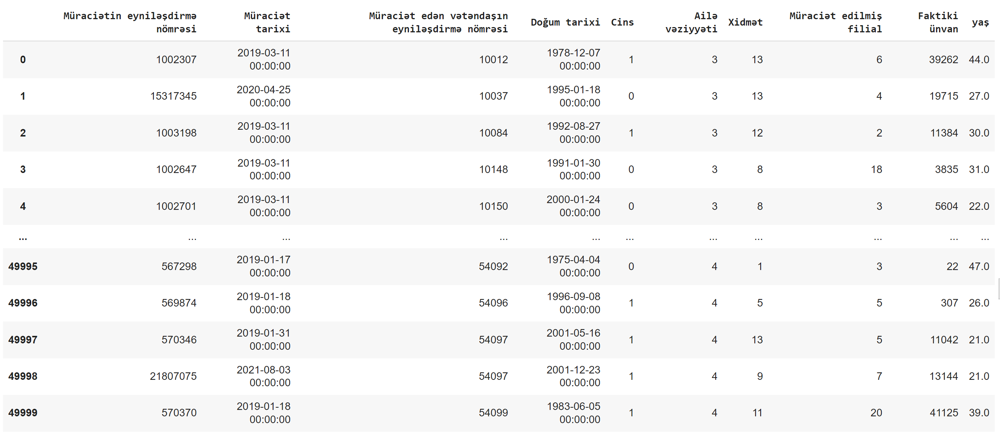 Müraciətin eyniləşdirmə nömrəsi Müraciət tarixi Müraciət edən vətəndaşın eyniləşdirmə nömrəsi Doğum tarixi Cins Ailə vəziyyəti Xidmət Müraciət edilmiş filial Faktiki ünvan yaş
0 1002307 2019-03-11 00:00:00 10012 1978-12-07 00:00:00 1 3 13 6 39262 44.0
1 15317345 2020-04-25 00:00:00 10037 1995-01-18 00:00:00 0 3 13 4 19715 27.0
2 1003198 2019-03-11 00:00:00 10084 1992-08-27 00:00:00 1 3 12 2 11384 30.0
3 1002647 2019-03-11 00:00:00 10148 1991-01-30 00:00:00 0 3 8 18 3835 31.0
4 1002701 2019-03-11 00:00:00 10150 2000-01-24 00:00:00 0 3 8 3 5604 22.0
... ... ... ... ... ... ... ... ... ... ...
49995 567298 2019-01-17 00:00:00 54092 1975-04-04 00:00:00 0 4 1 3 22 47.0
49996 569874 2019-01-18 00:00:00 54096 1996-09-08 00:00:00 1 4 5 5 307 26.0
49997 570346 2019-01-31 00:00:00 54097 2001-05-16 00:00:00 1 4 13 5 11042 21.0
49998 21807075 2021-08-03 00:00:00 54097 2001-12-23 00:00:00 1 4 9 7 13144 21.0
49999 570370 2019-01-18 00:00:00 54099 1983-06-05 00:00:00 1 4 11 20 41125 39.0